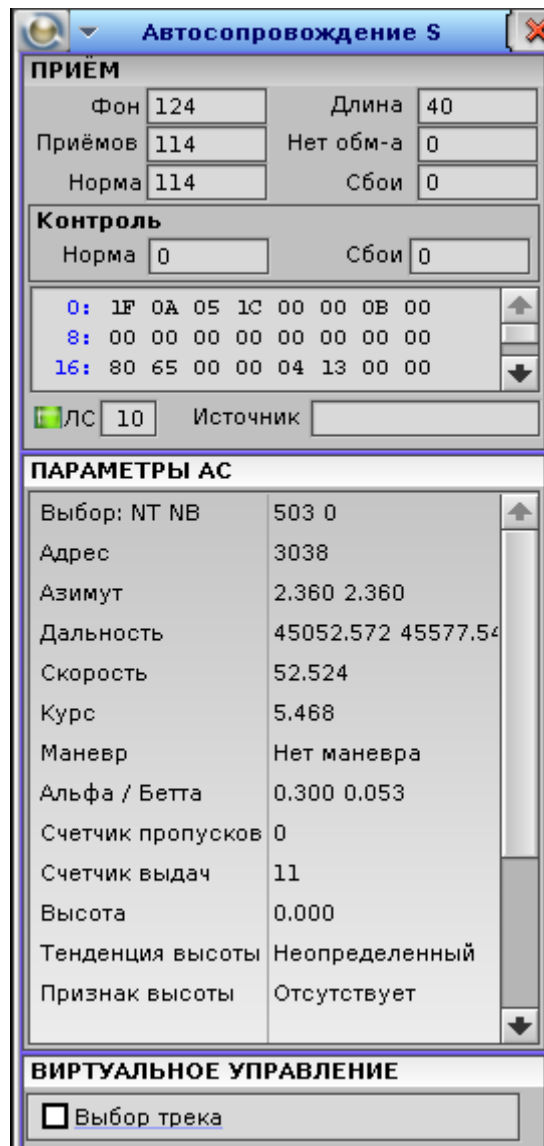 Автосопровождение S
ПРИЁМ
Фон 124 Длина 40
Приёмов 114 Нет обм-а 0
Норма 114 Сбои 0
Контроль
Норма 0 Сбои 0
0: 1F 0A 05 1C 00 00 0B 00
8: 00 00 00 00 00 00 00 00
16: 80 65 00 00 04 13 00 00
ЛС 10 Источник
ПАРАМЕТРЫ АС
Выбор: NT NB 503 0
Адрес 3038
Азимут 2.360 2.360
Дальность 45052.572 45577.54
Скорость 52.524
Курс 5.468
Маневр Нет маневра
Альфа / Бетта 0.300 0.053
Счетчик пропусков 0
Счетчик выдач 11
Высота 0.000
Тенденция высоты Неопределенный
Признак высоты Отсутствует
ВИРТУАЛЬНОЕ УПРАВЛЕНИЕ
Выбор трека